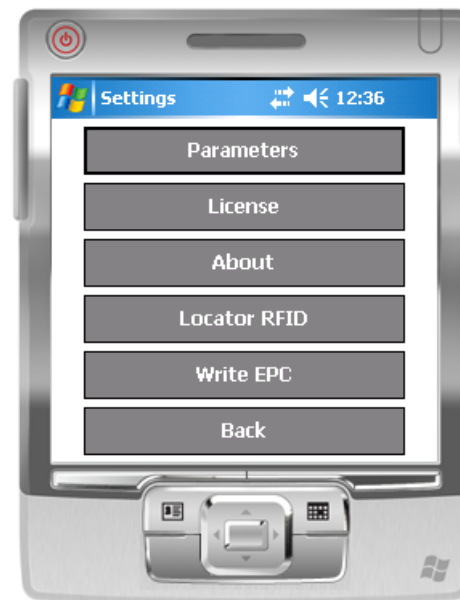 Settings 12:36
Parameters
License
About
Locator RFID
Write EPC
Back